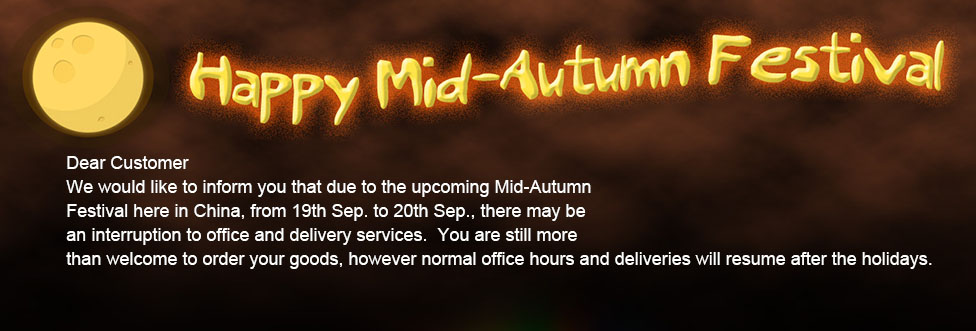 Happy Mid-Autumn Festival
Dear Customer
We would like to inform you that due to the upcoming Mid-Autumn
Festival here in China, from 19th Sep. to 20th Sep., there may be
an interruption to office and delivery services.  You are still more
than welcome to order your goods, however normal office hours and deliveries will resume after the holidays.